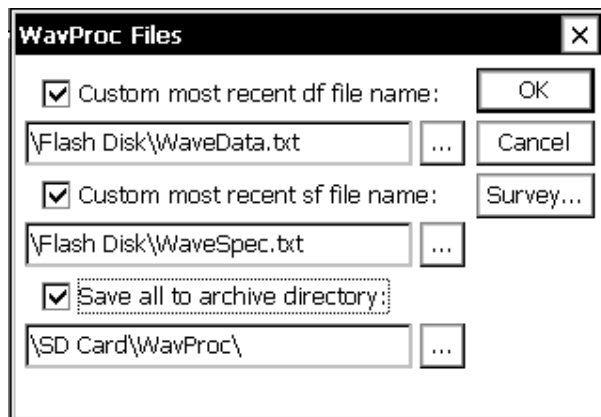 WavProc Files
Custom most recent df file name:
OK
\Flash Disk\WaveData.txt
...
Cancel
Custom most recent sf file name:
Survey...
\Flash Disk\WaveSpec.txt
...
Save all to archive directory:
\SD Card\WavProc\
...